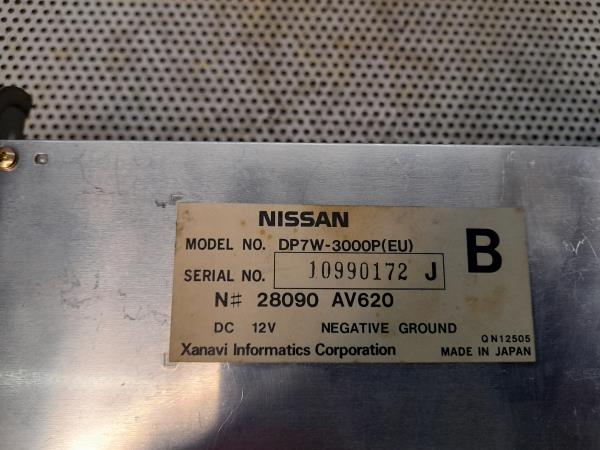 NISSAN
MODEL NO. DP7W-3000P(EU)
B
SERIAL NO. 10990172 J
N# 28090 AV620
DC 12V NEGATIVE GROUND
QN12505
Xanavi Informatics Corporation MADE IN JAPAN